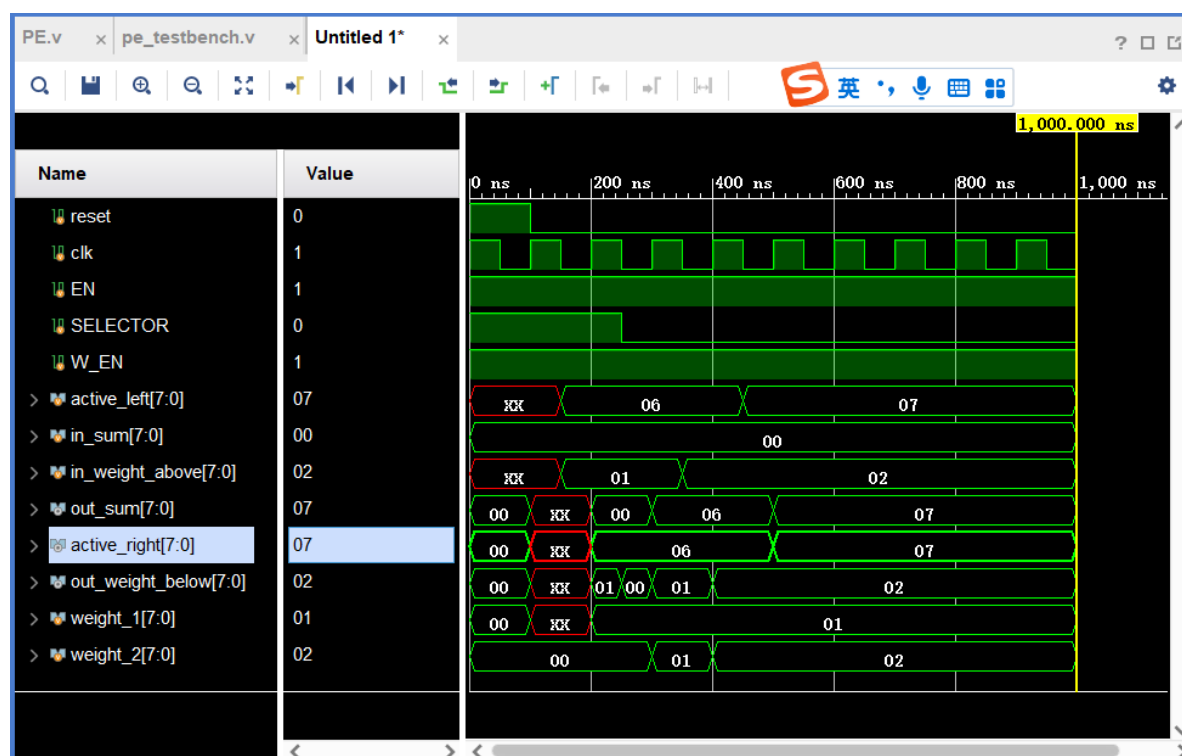 PE.v × pe_testbench.v × Untitled 1* × ?
英
1,000.000 ns
Name Value 0 ns 200 ns 400 ns 600 ns 800 ns 1,000 ns
reset 0
clk 1
EN 1
SELECTOR 0
W_EN 1
active_left[7:0] 07 XX 06 07
in_sum[7:0] 00 00
in_weight_above[7:0] 02 XX 01 02
out_sum[7:0] 07 00 XX 00 06 07
active_right[7:0] 07 00 XX 06 07
out_weight_below[7:0] 02 00 XX 01 00 01 02
weight_1[7:0] 01 00 XX 01
weight_2[7:0] 02 00 01 02